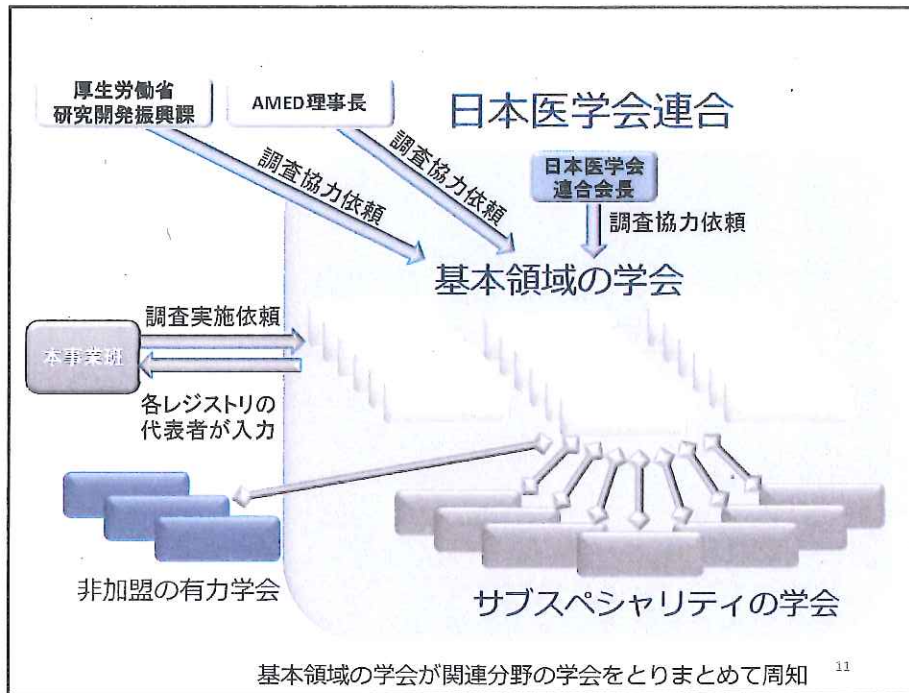 厚生労働省
研究開発振興課
AMED理事長
日本医学会連合
調査協力依頼
調査協力依頼
日本医学会
連合会長
調査協力依頼
基本領域の学会
調査実施依頼
本事業班
各レジストリの
代表者が入力
非加盟の有力学会
サブスペシャリティの学会
基本領域の学会が関連分野の学会をとりまとめて周知
11